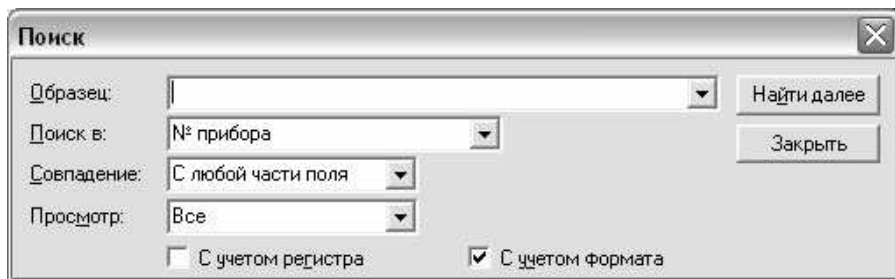 Поиск
Образец:
Найти далее
Поиск в: № прибора
Закрыть
Совпадение: С любой части поля
Просмотр: Все
С учетом регистра С учетом формата